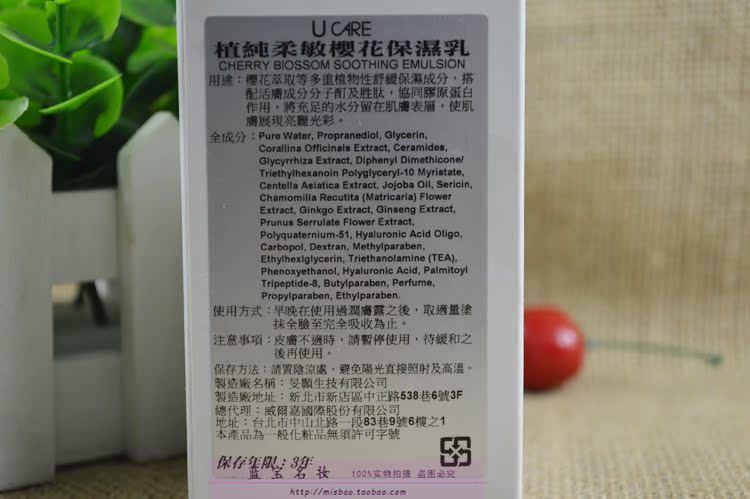 U CARE
植純柔敏櫻花保濕乳
CHERRY BIOSSOM SOOTHING EMULSION
用途：櫻花萃取等多重植物性舒緩保濕成分，搭
配活膚成分分子酊及胜肽，協同膠原蛋白
作用，將充足的水分留在肌膚表層，使肌
膚展現亮麗光彩。
全成分：Pure Water, Propranediol, Glycerin,
Corallina Officinals Extract, Ceramides,
Glycyrrhiza Extract, Diphenyl Dimethicone/
Triethylhexanoin Polyglyceryl-10 Myristate,
Centella Asiatica Extract, Jojoba Oil, Sericin,
Chamomilla Recutita (Matricaria) Flower
Extract, Ginkgo Extract, Ginseng Extract,
Prunus Serrulate Flower Extract,
Polyquaternium-51, Hyaluronic Acid Oligo,
Carbopol, Dextran, Methylparaben,
Ethylhexlglycerin, Triethanolamine (TEA),
Phenoxyethanol, Hyaluronic Acid, Palmitoyl
Tripeptide-8, Butylparaben, Perfume,
Propylparaben, Ethylparaben.
使用方式：早晚在使用過潤膚露之後，取適量塗
抹全臉至完全吸收為止。
注意事項：皮膚不適時，請暫停使用，待緩和之
後再使用。
保存方法：請置陰涼處，避免陽光直接照射及高溫。
製造廠名稱：旻顥生技有限公司
製造廠地址：新北市新店區中正路538巷6號3F
總代理：威爾嘉國際股份有限公司
地址：台北市中山北路一段83巷9號6樓之1
本產品為一般化粧品無須許可字號
保存年限：3年
蓝宝石妆 100%实物拍摄 盗图必究
http://misbao.taobao.com